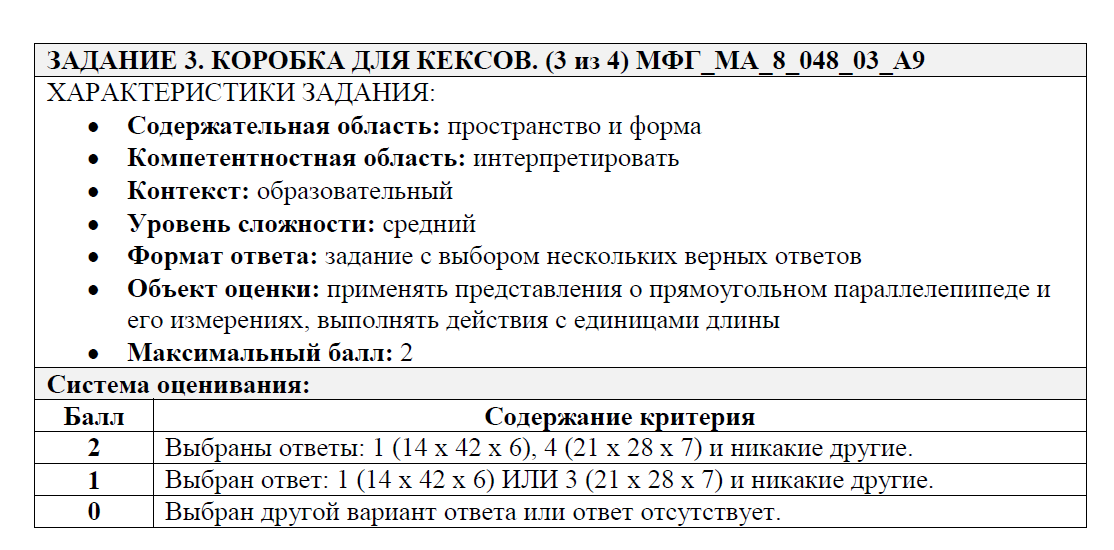 ЗАДАНИЕ 3. КОРОБКА ДЛЯ КЕКСОВ. (3 из 4) МФГ_МА_8_048_03_А9
ХАРАКТЕРИСТИКИ ЗАДАНИЯ:
• Содержательная область: пространство и форма
• Компетентностная область: интерпретировать
• Контекст: образовательный
• Уровень сложности: средний
• Формат ответа: задание с выбором нескольких верных ответов
• Объект оценки: применять представления о прямоугольном параллелепипеде и
его измерениях, выполнять действия с единицами длины
• Максимальный балл: 2
Система оценивания:
Балл Содержание критерия
2 Выбраны ответы: 1 (14 х 42 х 6), 4 (21 х 28 х 7) и никакие другие.
1 Выбран ответ: 1 (14 х 42 х 6) ИЛИ 3 (21 х 28 х 7) и никакие другие.
0 Выбран другой вариант ответа или ответ отсутствует.